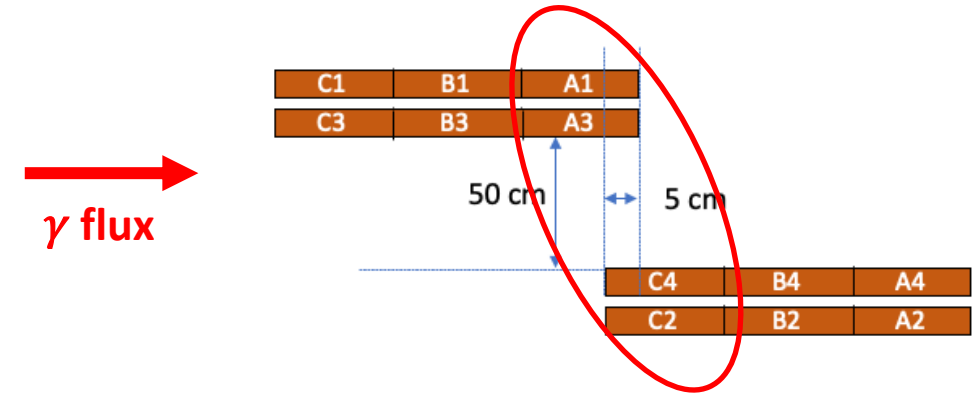 C1 B1 A1
C3 B3 A3
50 cm 5 cm
γ flux
C4 B4 A4
C2 B2 A2